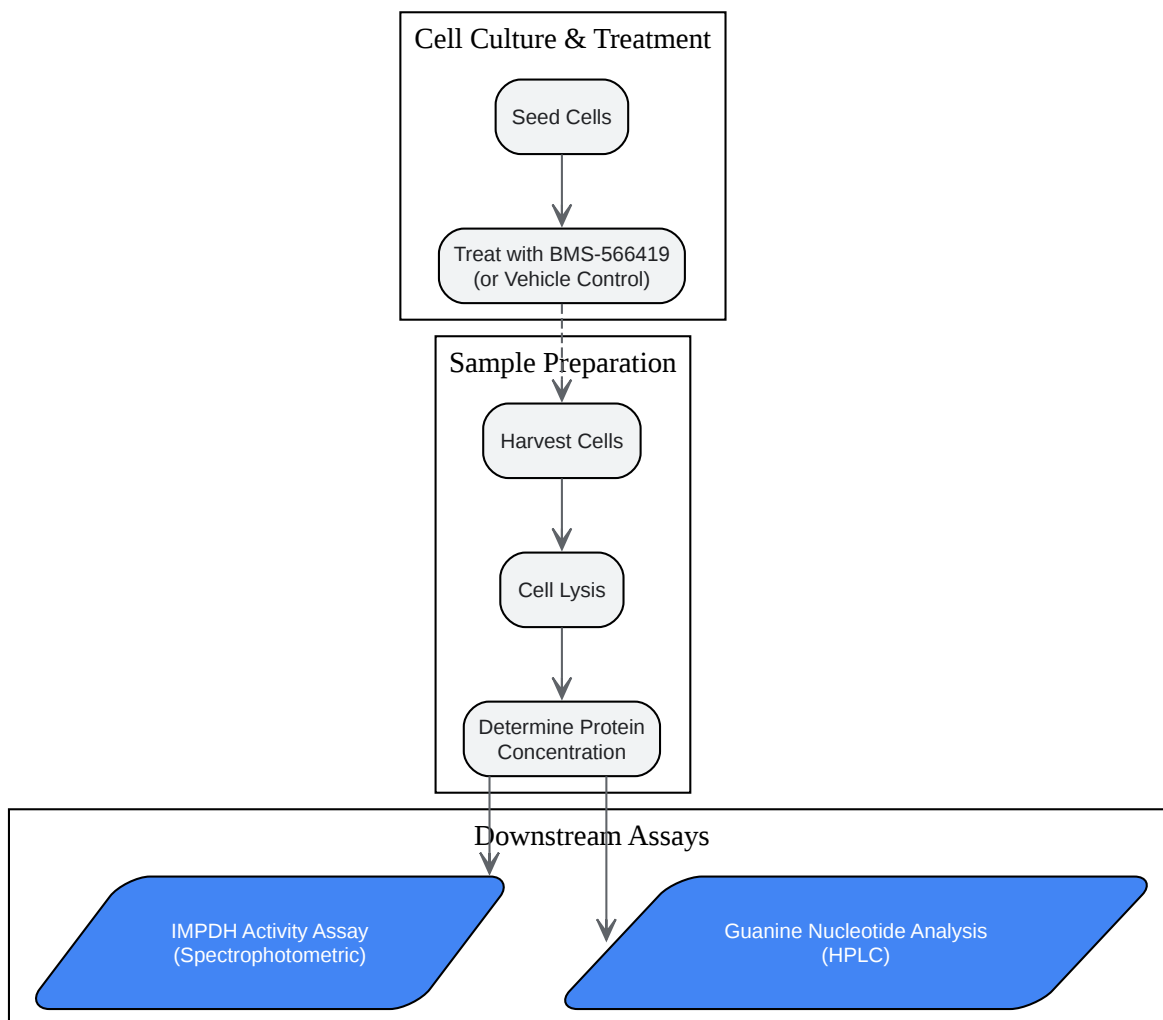 Cell Culture & Treatment
Seed Cells
Treat with BMS-566419
(or Vehicle Control)
Sample Preparation
Harvest Cells
Cell Lysis
Determine Protein
Concentration
Downstream Assays
IMPDH Activity Assay
(Spectrophotometric)
Guanine Nucleotide Analysis
(HPLC)